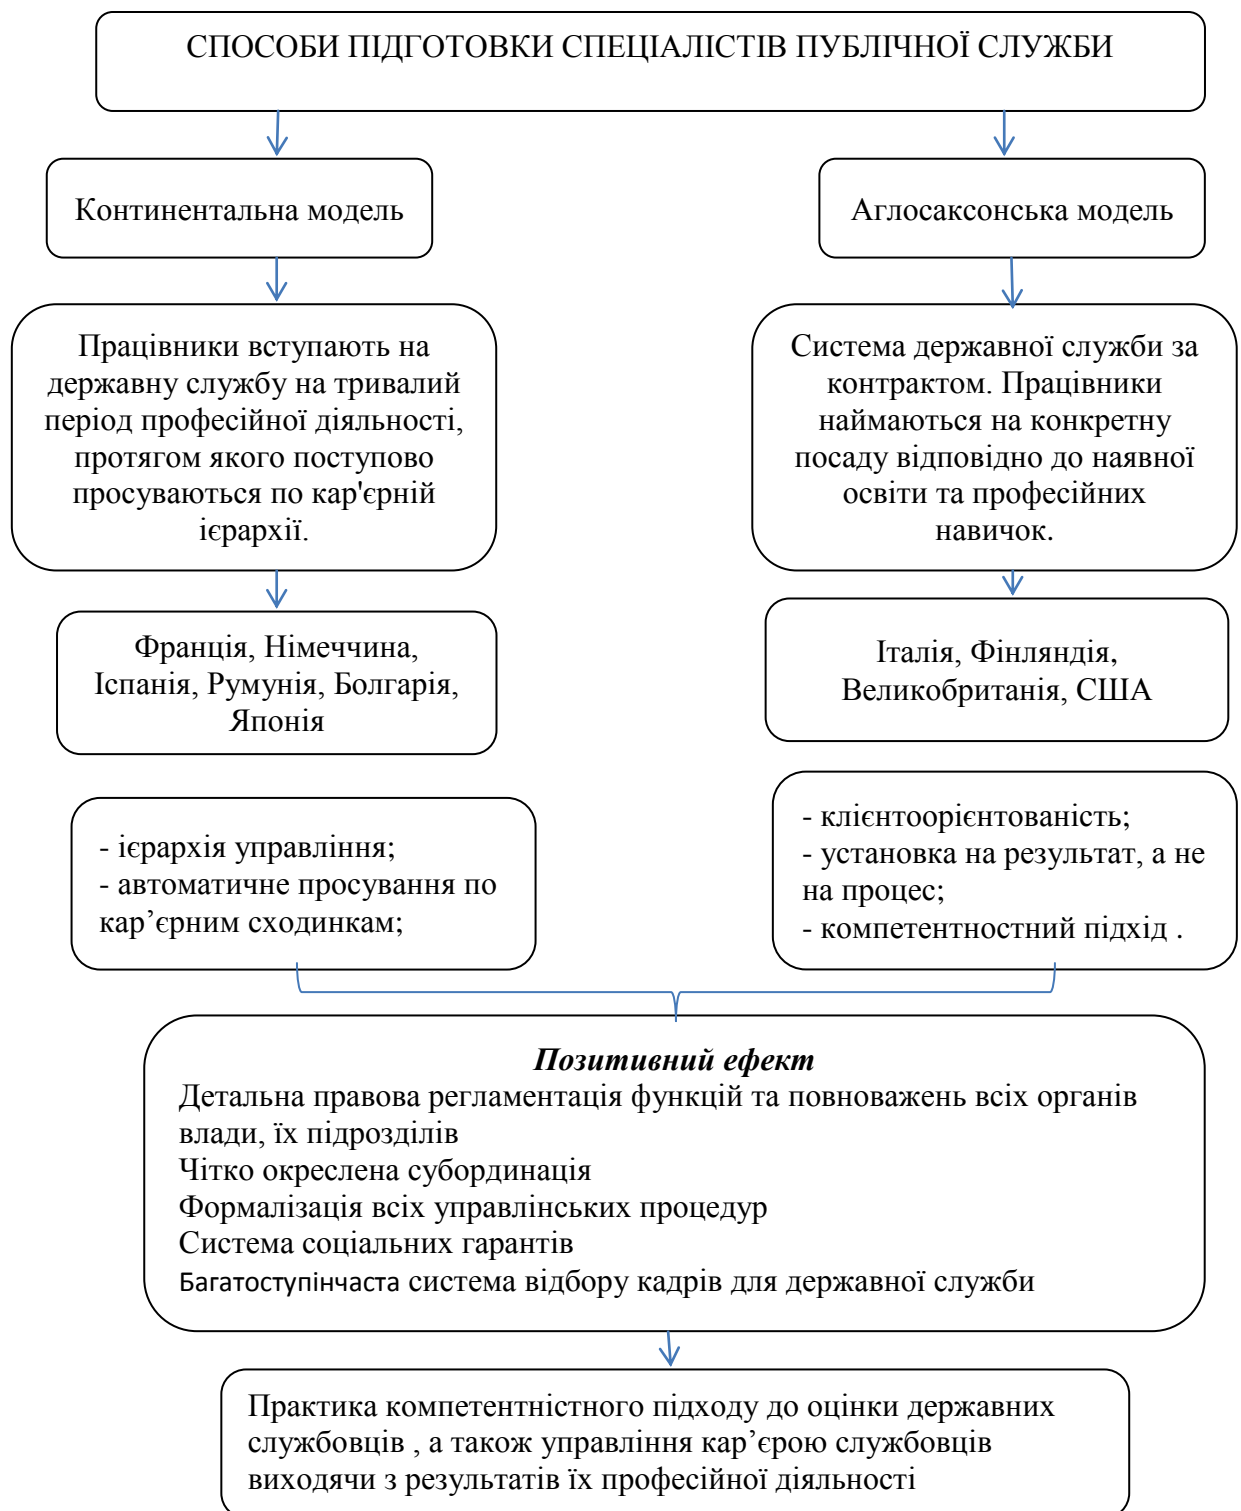 СПОСОБИ ПІДГОТОВКИ СПЕЦІАЛІСТІВ ПУБЛІЧНОЇ СЛУЖБИ
Континентальна модель
Аглосаксонська модель
Працівники вступають на
державну службу на тривалий
період професійної діяльності,
протягом якого поступово
просуваються по кар'єрній
ієрархії.
Система державної служби за
контрактом. Працівники
наймаються на конкретну
посаду відповідно до наявної
освіти та професійних
навичок.
Франція, Німеччина,
Іспанія, Румунія, Болгарія,
Японія
Італія, Фінляндія,
Великобританія, США
- ієрархія управління;
- автоматичне просування по
кар’єрним сходинкам;
- клієнтоорієнтованість;
- установка на результат, а не
на процес;
- компетентностний підхід .
Позитивний ефект
Детальна правова регламентація функцій та повноважень всіх органів
влади, їх підрозділів
Чітко окреслена субординація
Формалізація всіх управлінських процедур
Система соціальних гарантів
Багатоступінчаста система відбору кадрів для державної служби
Практика компетентністного підходу до оцінки державних
службовців , а також управління кар’єрою службовців
виходячи з результатів їх професійної діяльності